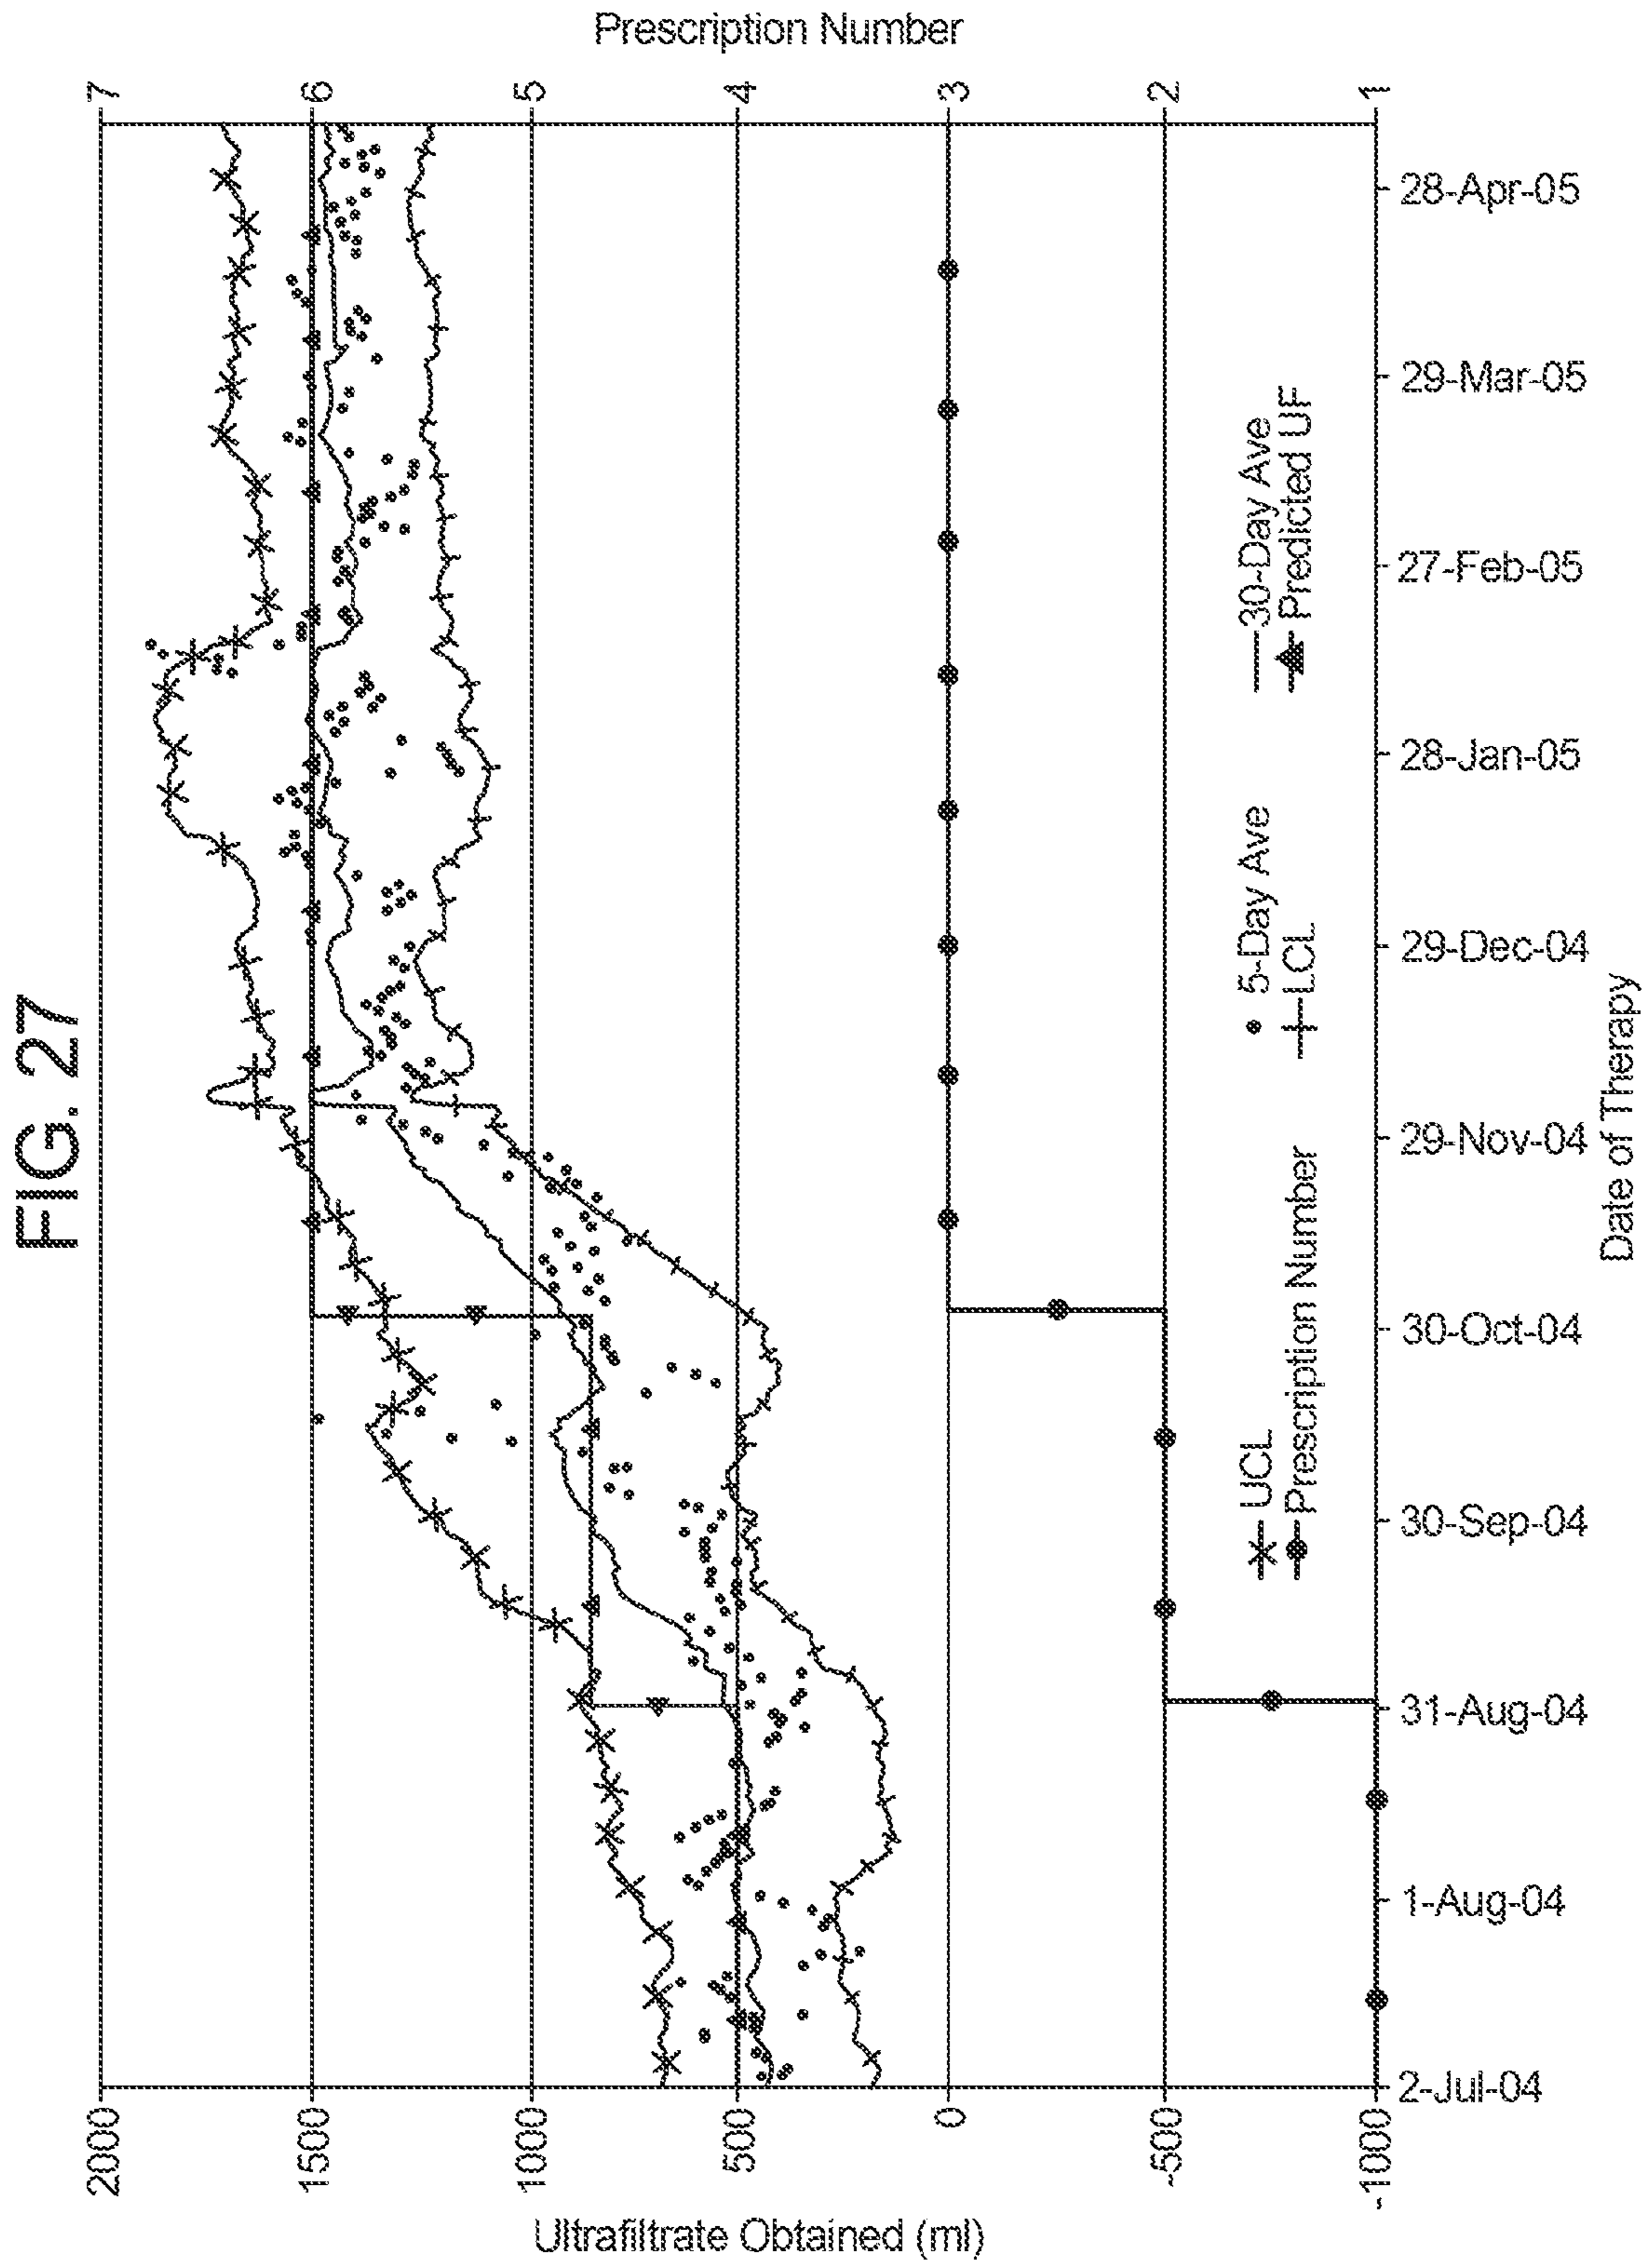 FIG. 27
Prescription Number
7
6
5
4
3
2
1
2000
1500
1000
500
0
-500
-1000
Ultrafiltrate Obtained (ml)
2-Jul-04
1-Aug-04
31-Aug-04
30-Sep-04
30-Oct-04
29-Nov-04
29-Dec-04
28-Jan-05
27-Feb-05
29-Mar-05
28-Apr-05
Date of Therapy
UCL
5-Day Ave
30-Day Ave
Prescription Number
LCL
Predicted UF